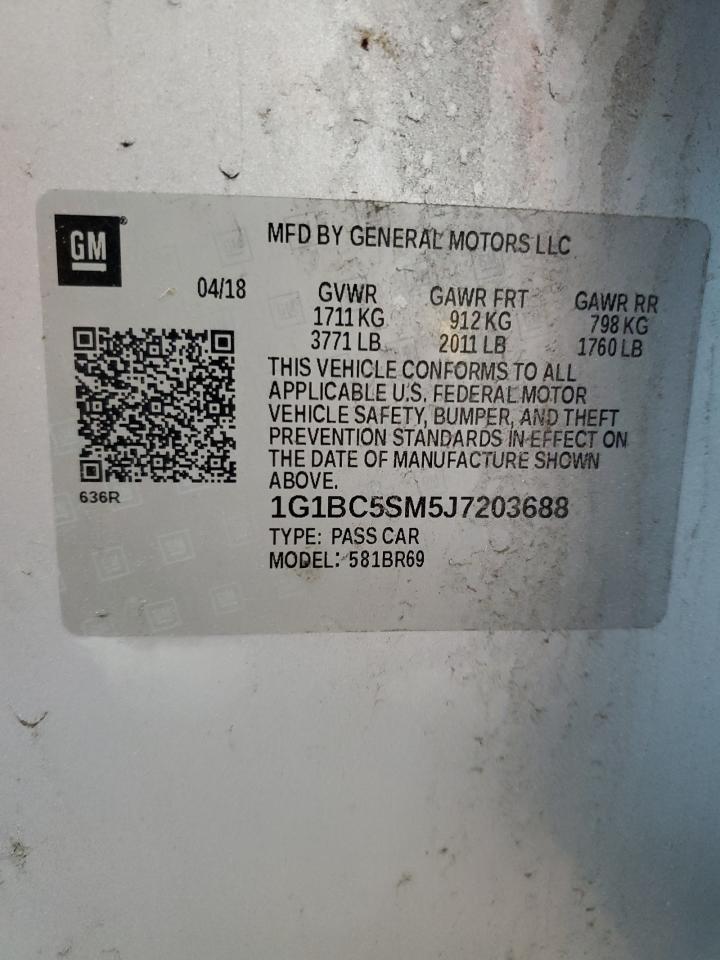 GM
MFD BY GENERAL MOTORS LLC
04/18 GVWR GAWR FRT GAWR RR
1711 KG 912 KG 798 KG
3771 LB 2011 LB 1760 LB
THIS VEHICLE CONFORMS TO ALL
APPLICABLE U.S. FEDERAL MOTOR
VEHICLE SAFETY, BUMPER, AND THEFT
PREVENTION STANDARDS IN EFFECT ON
THE DATE OF MANUFACTURE SHOWN
ABOVE.
636R
1G1BC5SM5J7203688
TYPE: PASS CAR
MODEL: 581BR69